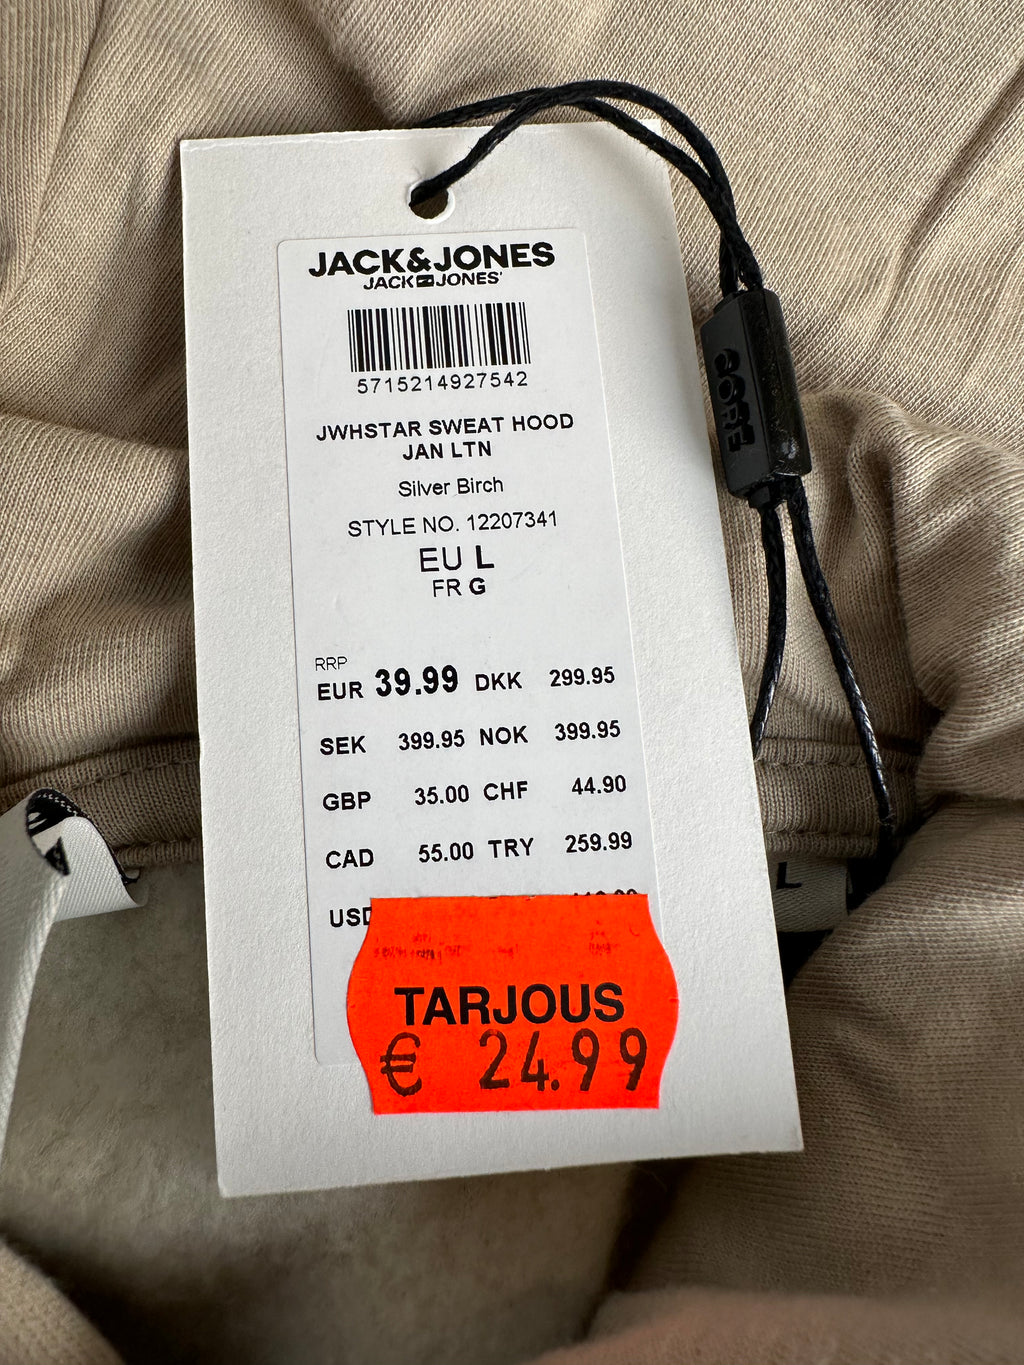 JACK&JONES
JACK JONES
5715214927542
JWHSTAR SWEAT HOOD
JAN LTN
Silver Birch
STYLE NO. 12207341
EU L
FR G
RRP
EUR 39.99 DKK 299.95
SEK 399.95 NOK 399.95
GBP 35.00 CHF 44.90
CAD 55.00 TRY 259.99
USD
TARJOUS
€ 24.99
CORE
L